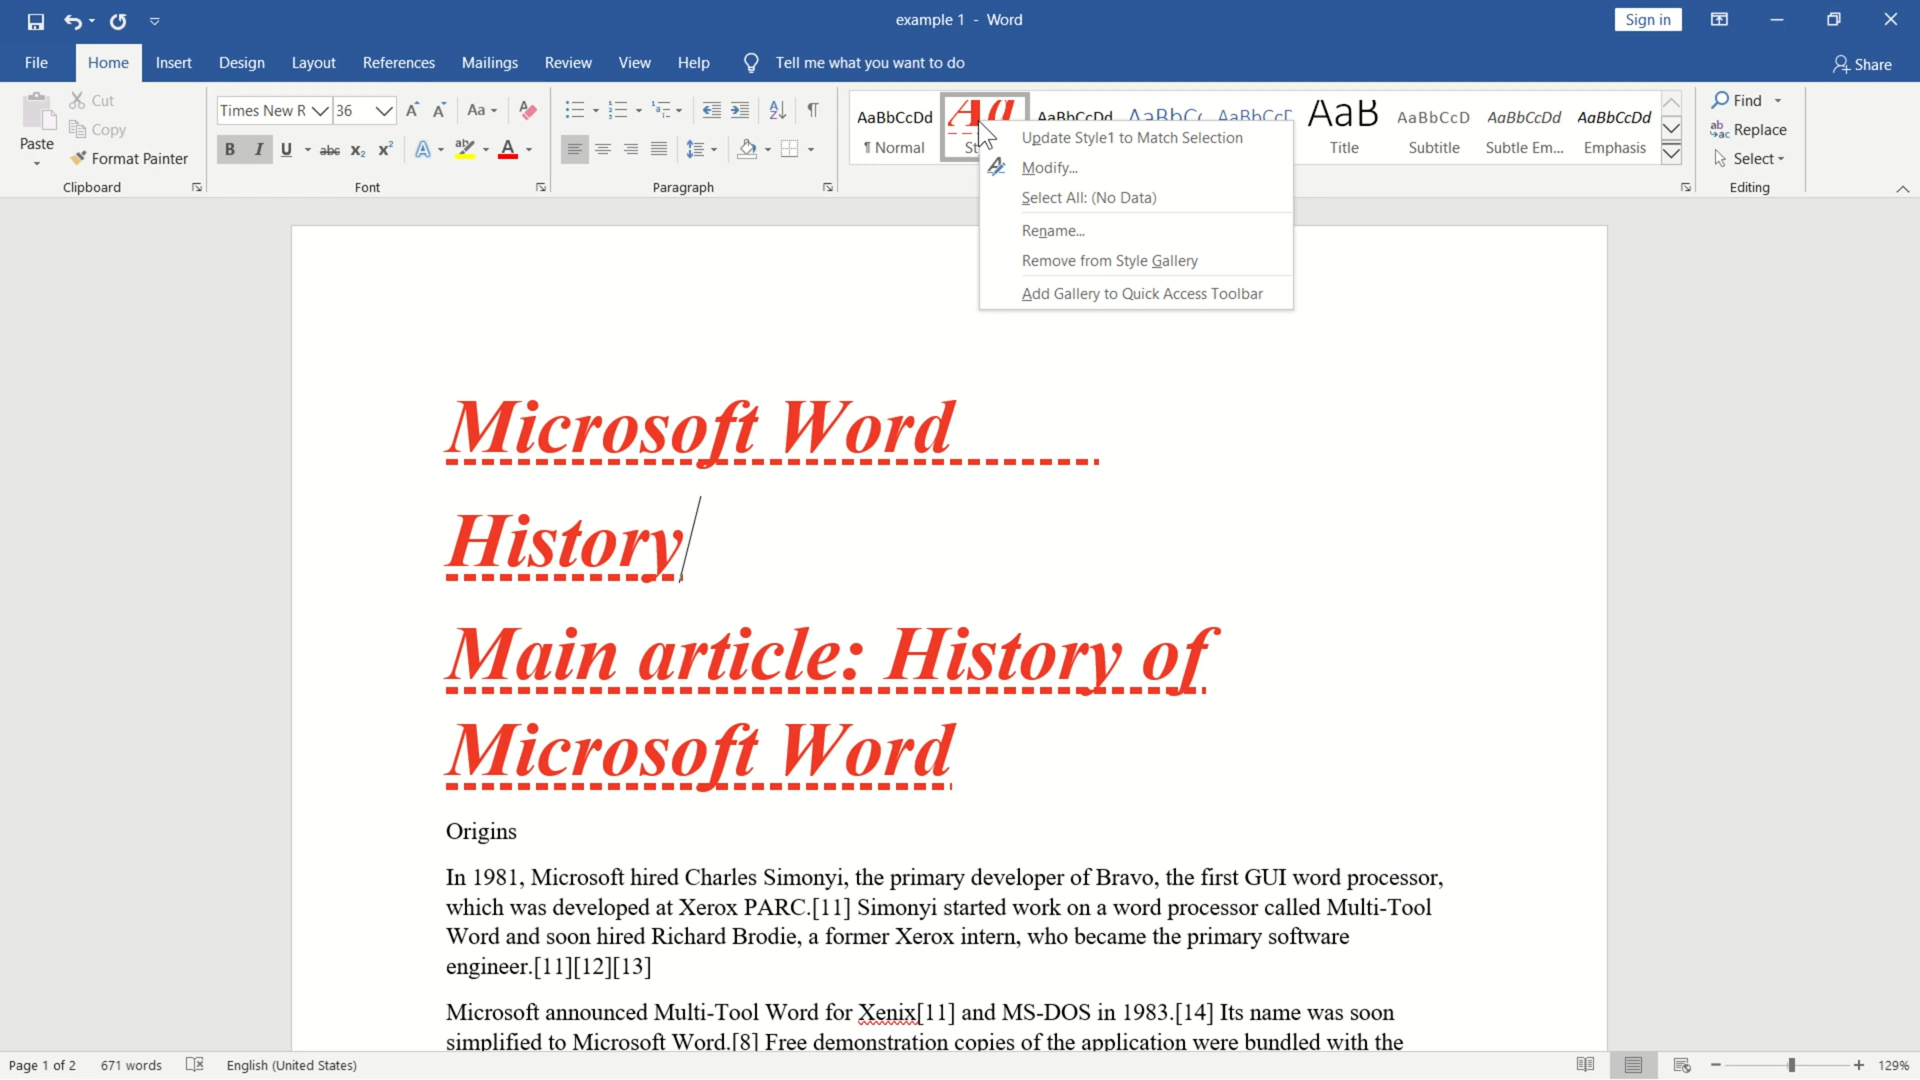 example 1 - Word
Sign in
File Home Insert Design Layout References Mailings Review View Help Tell me what you want to do Share
Paste
Cut
Copy
Format Painter
Clipboard
Times New R 36 Aa
B I U abc x₂ x² A ab A
Font
Paragraph
AaBbCcDd AaBbCcDd AaB AaBbCcD AaBbCcDd AaBbCcDd
¶ Normal Title Subtitle Subtle Em... Emphasis
Find
Replace
Select
Editing
Update Style1 to Match Selection
Modify...
Select All: (No Data)
Rename...
Remove from Style Gallery
Add Gallery to Quick Access Toolbar
Microsoft Word
History
Main article: History of
Microsoft Word
Origins
In 1981, Microsoft hired Charles Simonyi, the primary developer of Bravo, the first GUI word processor,
which was developed at Xerox PARC.[11] Simonyi started work on a word processor called Multi-Tool
Word and soon hired Richard Brodie, a former Xerox intern, who became the primary software
engineer.[11][12][13]
Microsoft announced Multi-Tool Word for Xenix[11] and MS-DOS in 1983.[14] Its name was soon
simplified to Microsoft Word.[8] Free demonstration copies of the application were bundled with the
Page 1 of 2 671 words English (United States) 129%